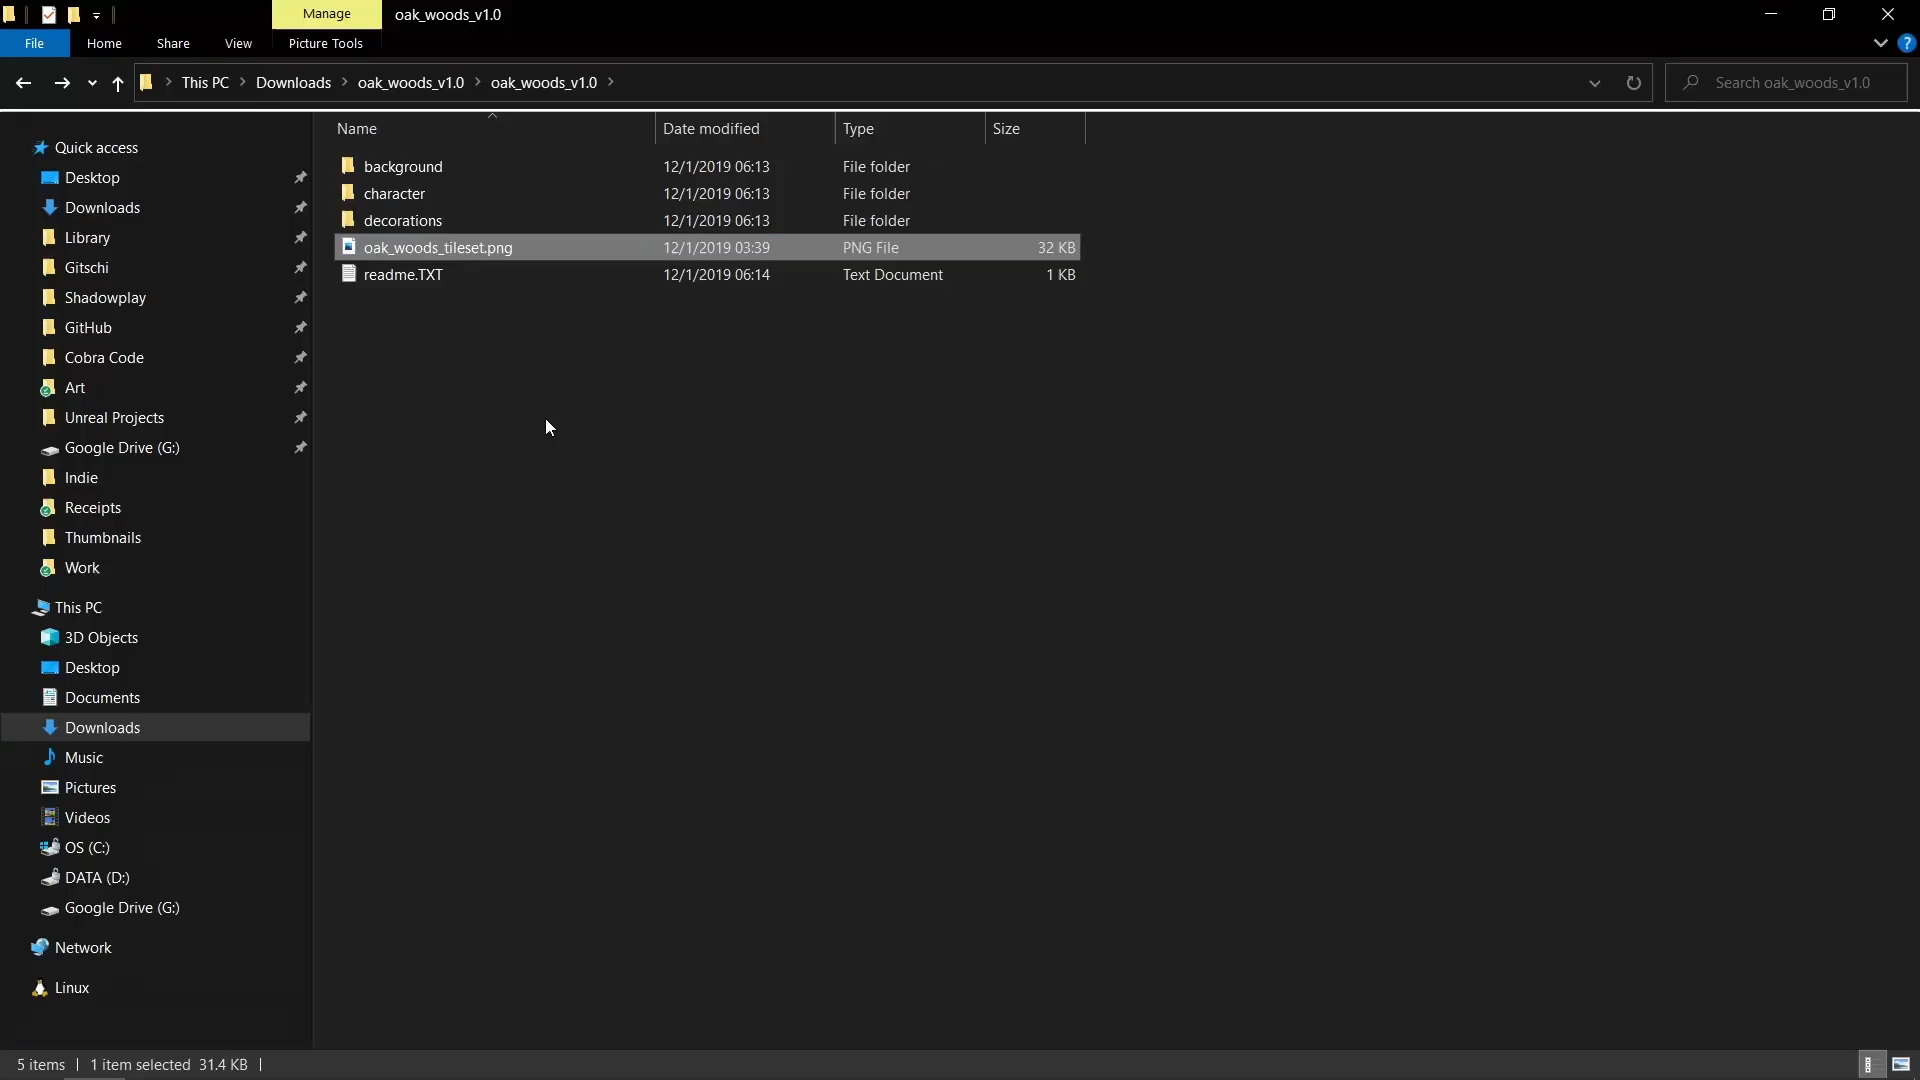 Manage
oak_woods_v1.0
File
Home
Share
View
Picture Tools
?
This PC
Downloads
oak_woods_v1.0
oak_woods_v1.0
Search oak_woods_v1.0
Name
Date modified
Type
Size
background
12/1/2019 06:13
File folder
character
12/1/2019 06:13
File folder
decorations
12/1/2019 06:13
File folder
oak_woods_tileset.png
12/1/2019 03:39
PNG File
32 KB
readme.TXT
12/1/2019 06:14
Text Document
1 KB
Quick access
Desktop
Downloads
Library
Gitschi
Shadowplay
GitHub
Cobra Code
Art
Unreal Projects
Google Drive (G:)
Indie
Receipts
Thumbnails
Work
This PC
3D Objects
Desktop
Documents
Downloads
Music
Pictures
Videos
OS (C:)
DATA (D:)
Google Drive (G:)
Network
Linux
5 items
1 item selected 31.4 KB